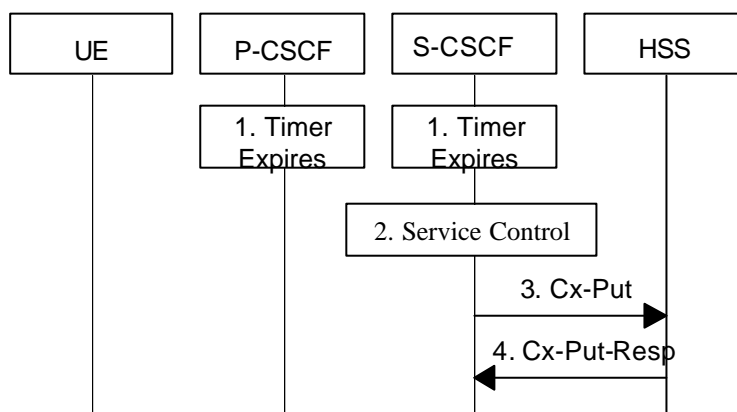 UE
P-CSCF
S-CSCF
HSS
1. Timer
Expires
1. Timer
Expires
2. Service Control
3. Cx-Put
4. Cx-Put-Resp